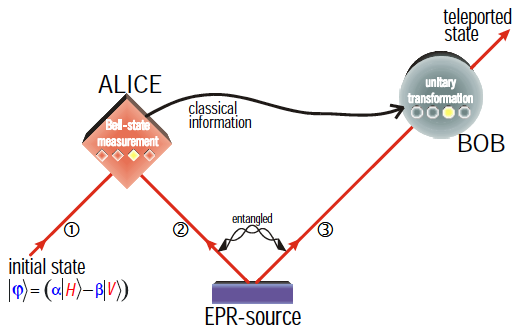 teleported
state
ALICE
unitary
transformation
Bell-state
measurement
classical
information
BOB
entangled
①
②
③
initial state
|φ⟩=(α|H⟩−β|V⟩)
EPR-source